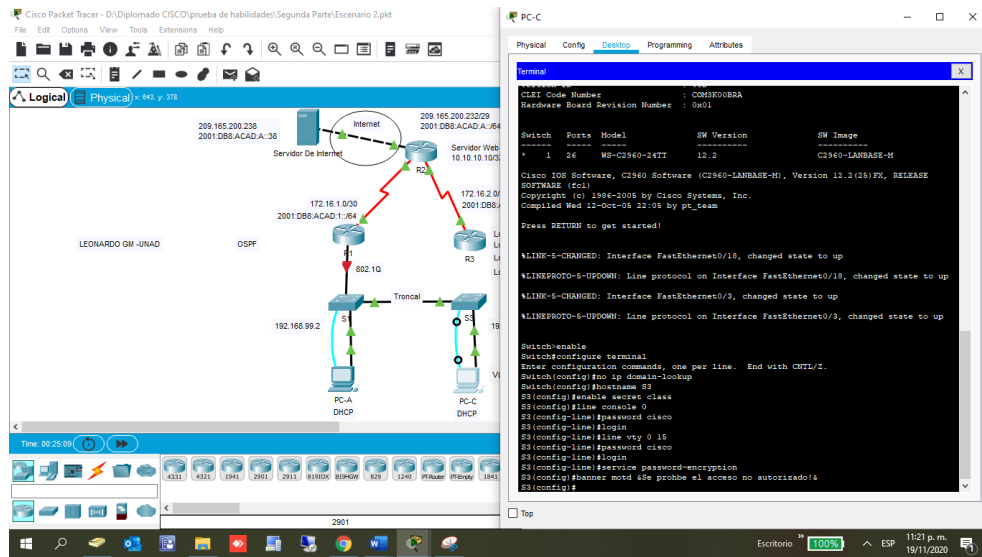 Cisco Packet Tracer - D:\Diplomado CISCO\prueba de habilidades\Segunda Parte\Escenario 2.pkt
File Edit Options View Tools Extensions Help
Logical
Physical x: 843, y: 378
209.165.200.238
2001:DB8:ACAD:A::38
Internet
209.165.200.232/29
2001:DB8:ACAD:A::/64
Servidor De Internet
Servidor Web
10.10.10.10/3
R2
172.16.1.0/30
2001:DB8:ACAD:1::/64
172.16.2.0/
2001:DB8:
LEONARDO GM -UNAD
OSPF
R1
R3
802.1Q
Troncal
S1
S3
192.168.99.2
19
VL
PC-A
DHCP
PC-C
DHCP
Time: 00:25:09
4331 4321 1941 2901 2911 819IOX 819HGW 829 1240 PT-Router PT-Empty 1841
2901
PC-C
Physical Config Desktop Programming Attributes
Terminal
X
CLEI Code Number : COM3K00BRA
Hardware Board Revision Number : 0x01
Switch Ports Model SW Version SW Image
------ ----- ----- ---------- ----------
* 1 26 WS-C2960-24TT 12.2 C2960-LANBASE-M
Cisco IOS Software, C2960 Software (C2960-LANBASE-M), Version 12.2(25)FX, RELEASE
SOFTWARE (fc1)
Copyright (c) 1986-2005 by Cisco Systems, Inc.
Compiled Wed 12-Oct-05 22:05 by pt_team
Press RETURN to get started!
%LINK-5-CHANGED: Interface FastEthernet0/18, changed state to up
%LINEPROTO-5-UPDOWN: Line protocol on Interface FastEthernet0/18, changed state to up
%LINK-5-CHANGED: Interface FastEthernet0/3, changed state to up
%LINEPROTO-5-UPDOWN: Line protocol on Interface FastEthernet0/3, changed state to up
Switch>enable
Switch#configure terminal
Enter configuration commands, one per line. End with CNTL/Z.
Switch(config)#no ip domain-lookup
Switch(config)#hostname S3
S3(config)#enable secret class
S3(config)#line console 0
S3(config-line)#password cisco
S3(config-line)#login
S3(config-line)#line vty 0 15
S3(config-line)#password cisco
S3(config-line)#login
S3(config-line)#service password-encryption
S3(config)#banner motd &Se prohbe el acceso no autorizado!&
S3(config)#
Top
Escritorio
100%
ESP
11:21 p. m.
19/11/2020